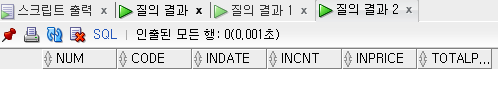 스크립트 출력 x 질의 결과 x 질의 결과 1 x 질의 결과 2 x
SQL | 인출된 모든 행: 0(0,001초)
NUM CODE INDATE INCNT INPRICE TOTALP...